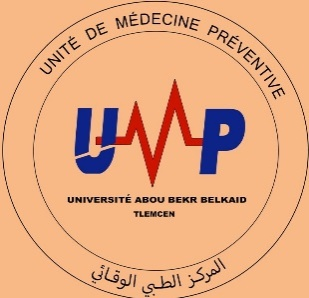 UNITÉ DE MÉDECINE PRÉVENTIVE
UMP
UNIVERSITÉ ABOU BEKR BELKAID
TLEMCEN
المركز الطبي الوقائي